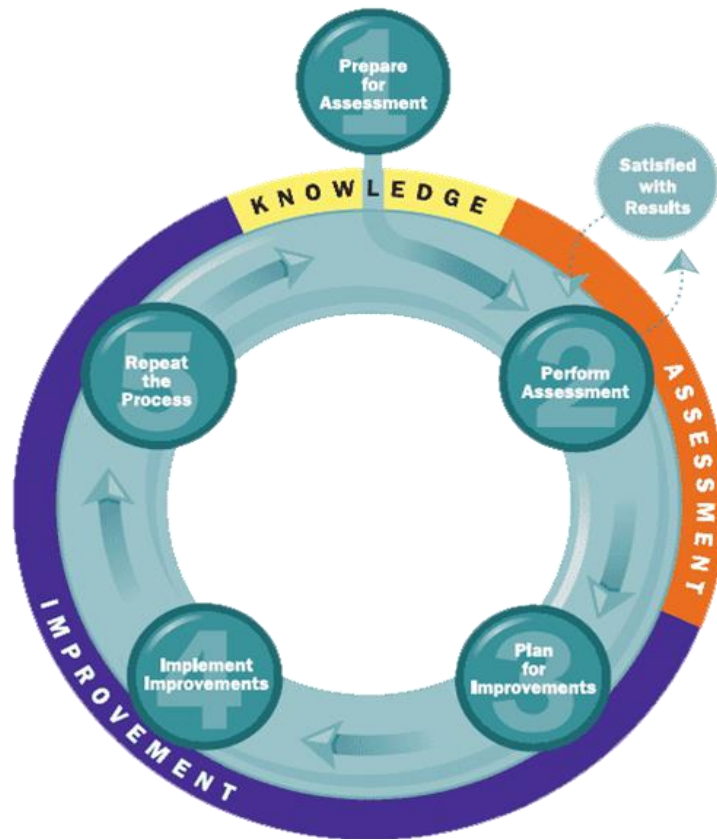 1
Prepare
for
Assessment
KNOWLEDGE
Satisfied
with
Results
2
Perform
Assessment
ASSESSMENT
3
Plan
for
Improvements
4
Implement
Improvements
IMPROVEMENT
5
Repeat
the
Process